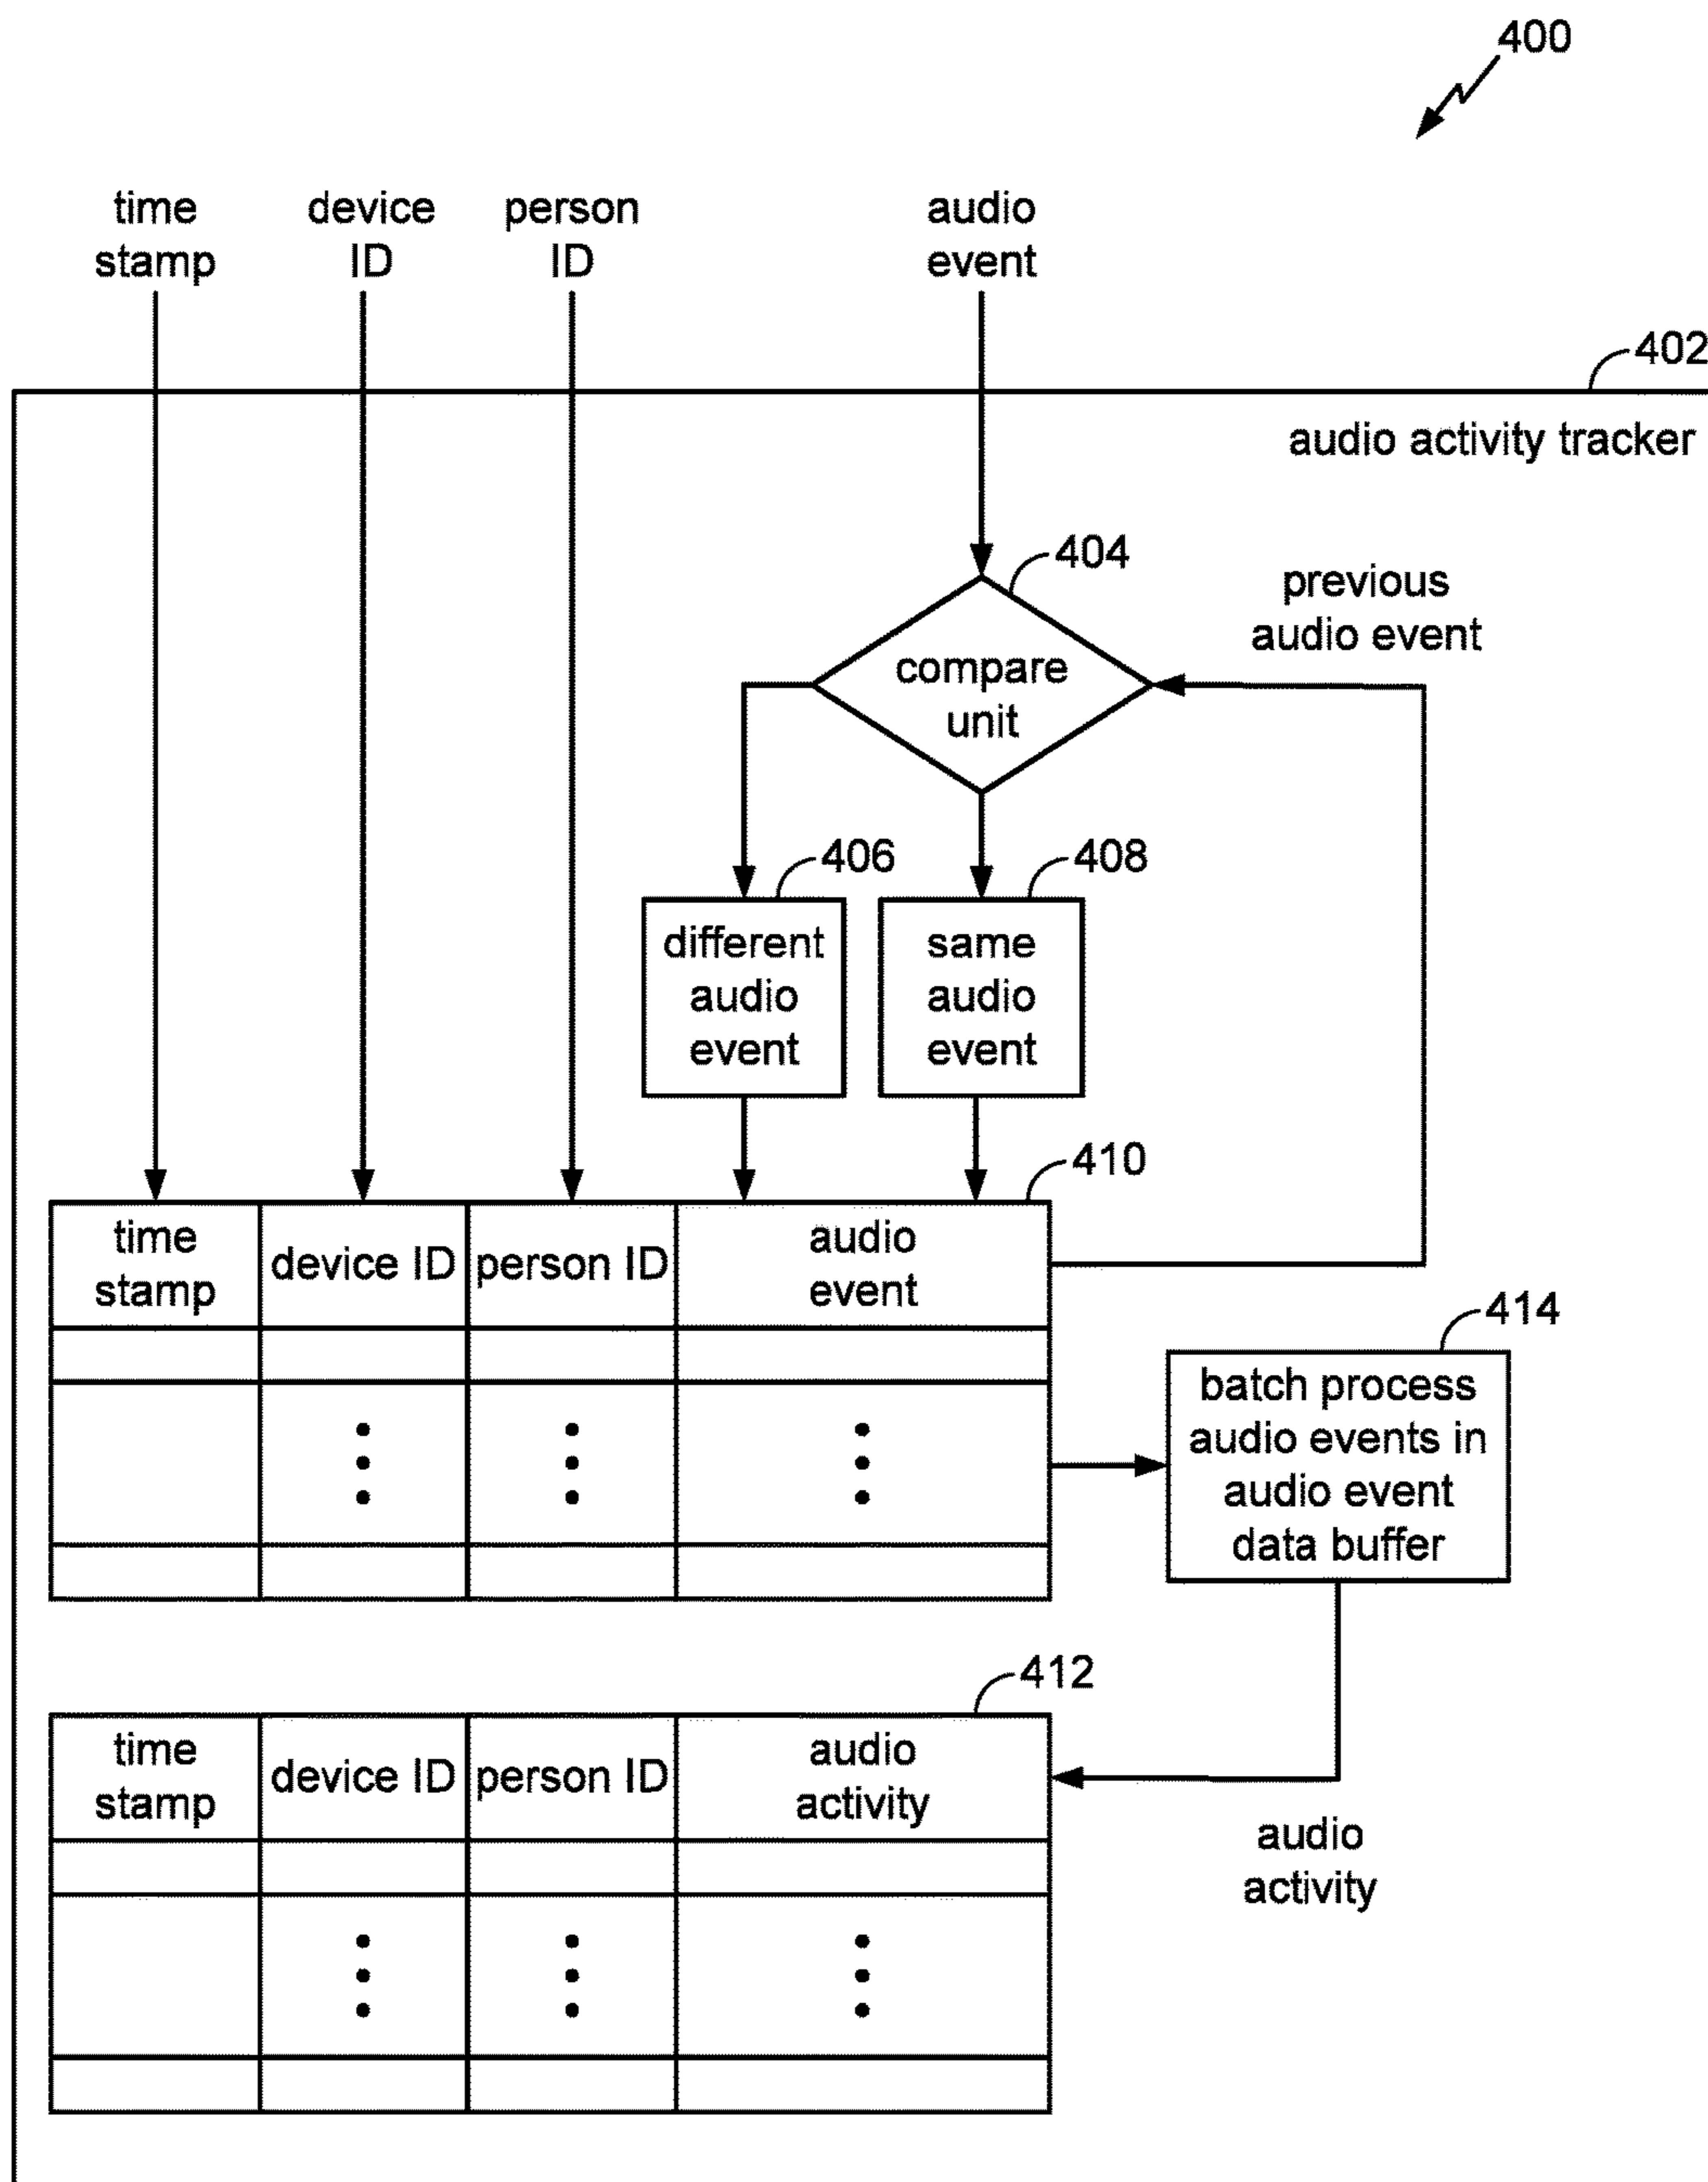 400
time
stamp
device
ID
person
ID
audio
event
402
audio activity tracker
404
compare
unit
previous
audio event
406
different
audio
event
408
same
audio
event
410
time
stamp
device ID
person ID
audio
event
414
batch process
audio events in
audio event
data buffer
412
time
stamp
device ID
person ID
audio
activity
audio
activity